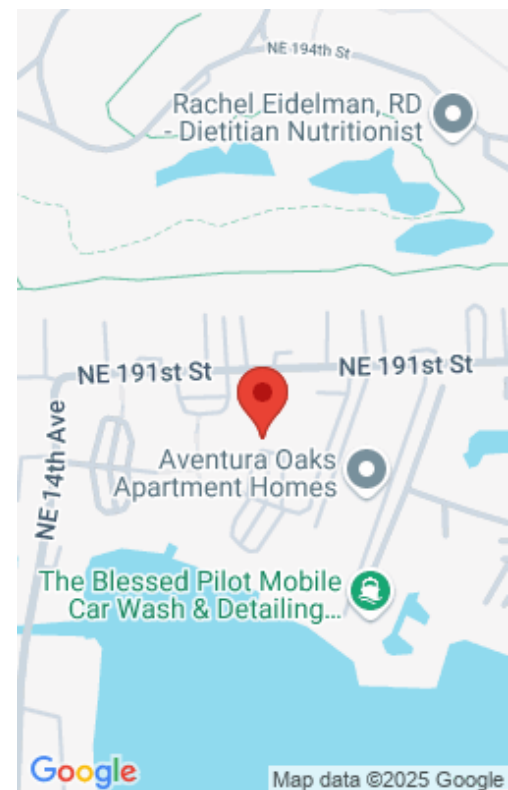 NE 194th St
Rachel Eidelman, RD
- Dietitian Nutritionist
NE 191st St
NE 191st St
NE 14th Ave
Aventura Oaks
Apartment Homes
The Blessed Pilot Mobile
Car Wash & Detailing...
Google
Map data ©2025 Google